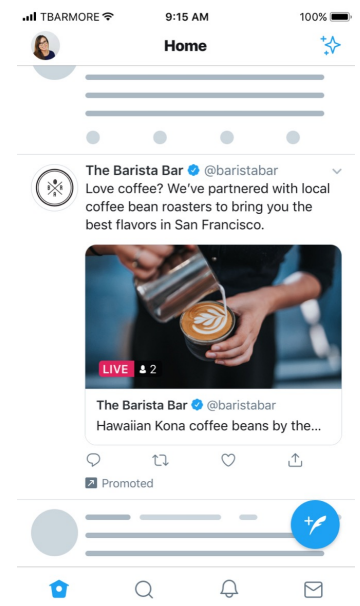 TBARMORE 9:15 AM 100%
Home
The Barista Bar @baristabar
Love coffee? We've partnered with local
coffee bean roasters to bring you the
best flavors in San Francisco.
LIVE 2
The Barista Bar @baristabar
Hawaiian Kona coffee beans by the...
Promoted